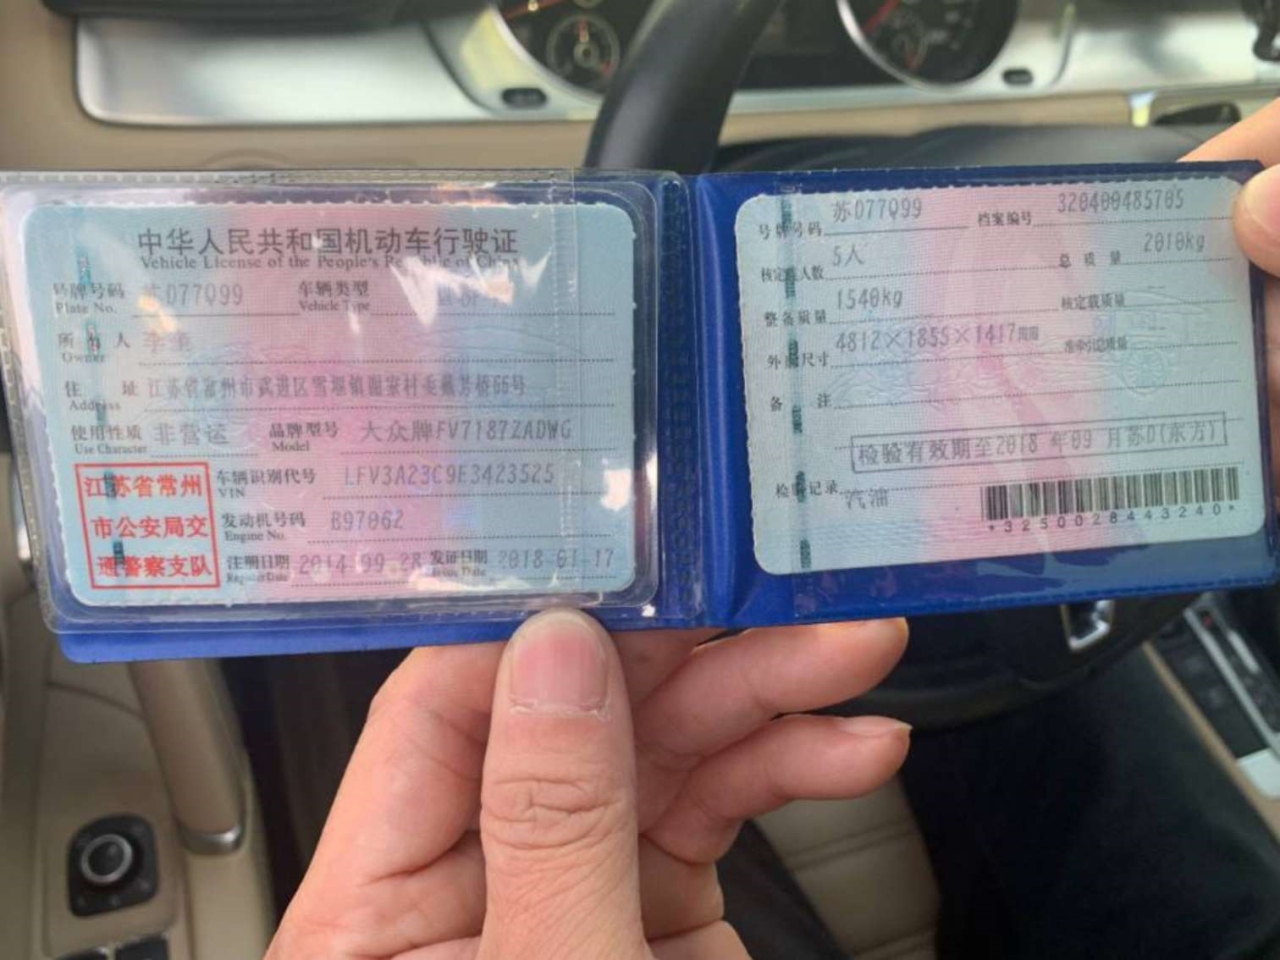 中华人民共和国机动车行驶证
Vehicle License of the People's Republic of China
号牌号码 苏D77Q99 车辆类型
Plate No. Vehicle Type
所有人 李
Owner
住址 江苏省常州市武进区雪堰镇
Address
使用性质 非营运 品牌型号 大众牌FV7187ZADWG
Use Character Model
江苏省常州
市公安局交
通警察支队
车辆识别代号 LFV3A23C9E3423525
VIN
发动机号码 B97062
Engine No.
注册日期 2014-09-28 发证日期 2018-01-17
Register Date Issue Date
号牌号码 苏D77Q99 档案编号 320400485705
核定载人数 5人 总质量 2010kg
整备质量 1540kg 核定载质量
外廓尺寸 4812×1855×1417 准牵引总质量
备注
检验有效期至2018年09月苏D(东方)
检验记录
汽油
*3250028443240*